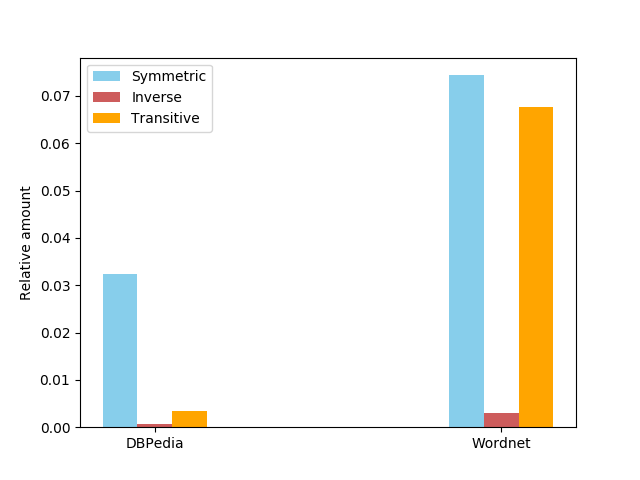 Symmetric
Inverse
Transitive
Relative amount
0.07
0.06
0.05
0.04
0.03
0.02
0.01
0.00
DBPedia
Wordnet